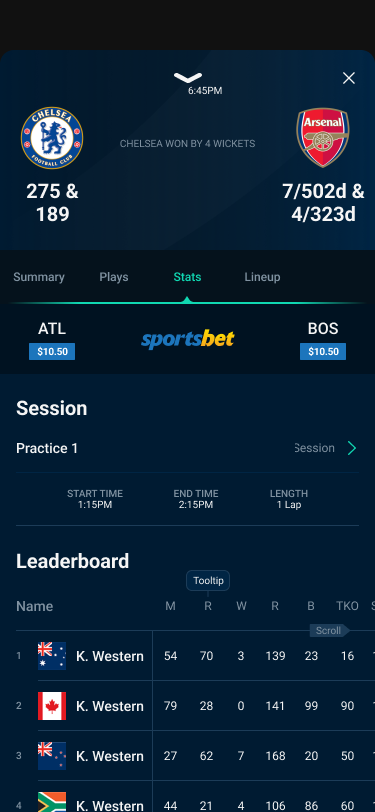 6:45PM
CHELSEA
FOOTBALL CLUB
CHELSEA WON BY 4 WICKETS
Arsenal
275 &
189
7/502d &
4/323d
Summary Plays Stats Lineup
ATL
$10.50
sportsbet
BOS
$10.50
Session
Practice 1 Session
START TIME END TIME LENGTH
1:15PM 2:15PM 1 Lap
Leaderboard
Tooltip
Name M R W R B TKO S
Scroll
1 K. Western 54 70 3 139 23 16
2 K. Western 79 28 0 141 99 90
3 K. Western 27 62 7 168 20 50
4 K. Western 44 21 4 106 86 60